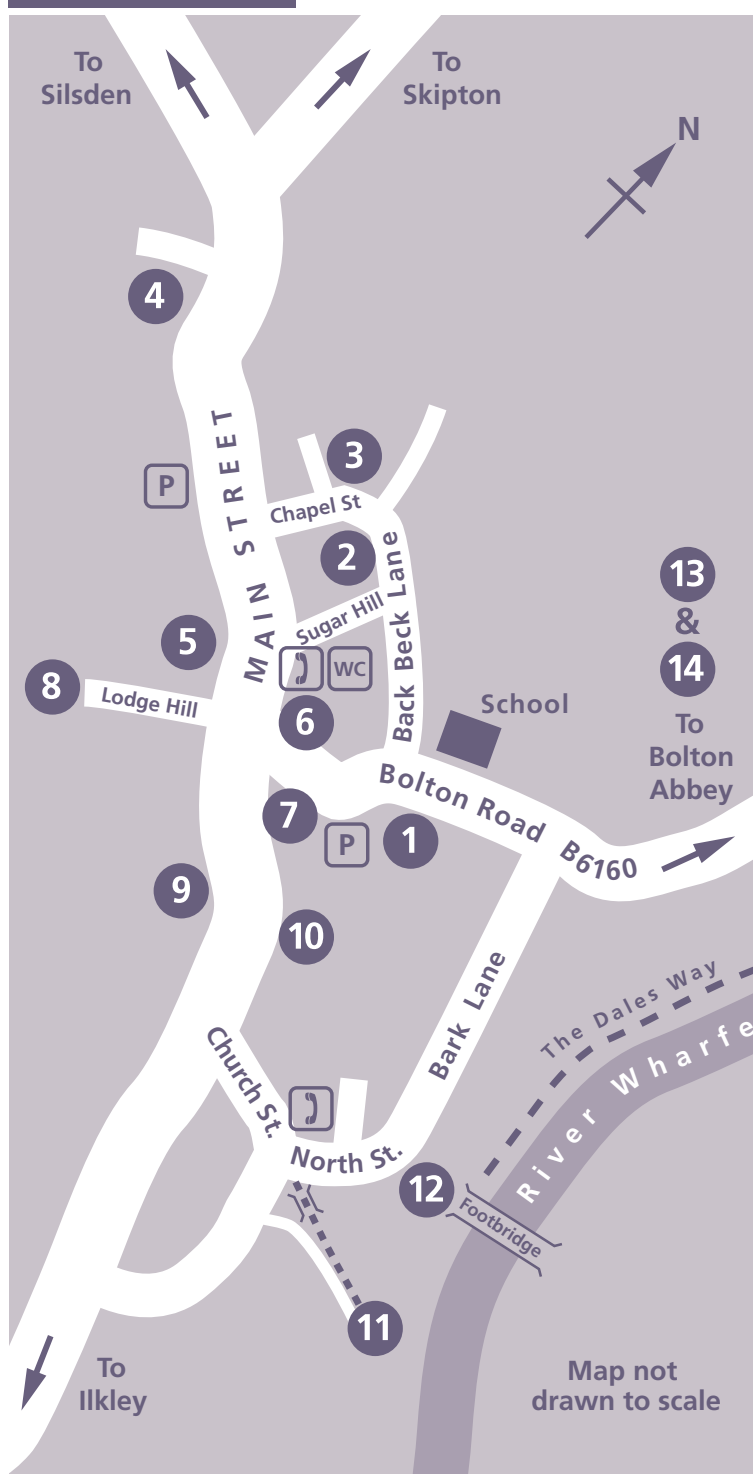 To
Silsden
To
Skipton
N
4
MAIN STREET
P
3
Chapel St
2
Back Beck Lane
Sugar Hill
5
WC
8
Lodge Hill
6
School
13
&
14
To
Bolton
Abbey
7
P
1
Bolton Road B6160
9
10
Bark Lane
The Dales Way
River Wharfe
Church St.
North St.
12
Footbridge
11
To
Ilkley
Map not
drawn to scale